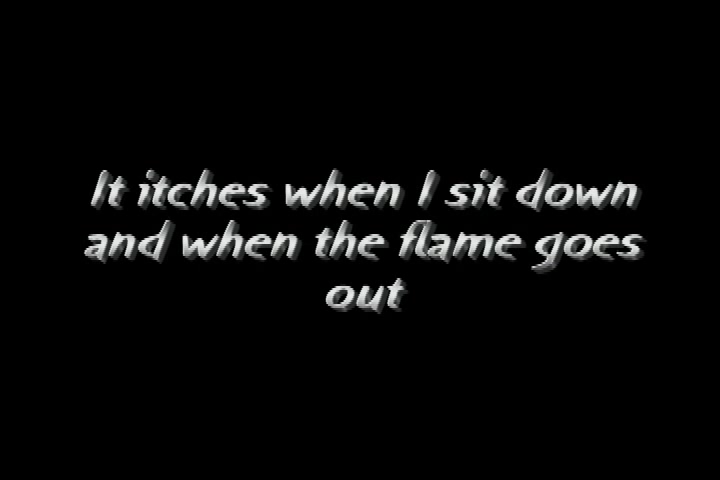 It itches when I sit down
and when the flame goes
out